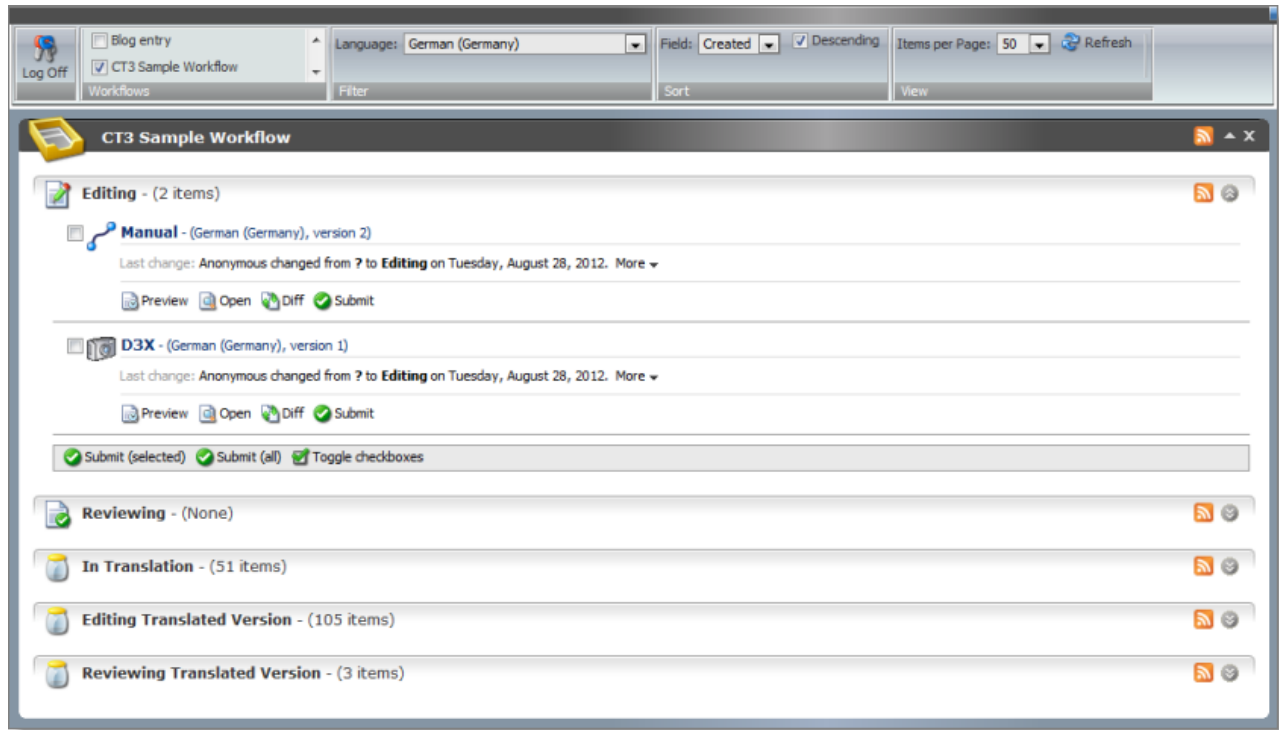 Log Off
Blog entry
CT3 Sample Workflow
Workflows
Language: German (Germany)
Filter
Field: Created Descending
Sort
Items per Page: 50 Refresh
View
CT3 Sample Workflow X
Editing - (2 items)
Manual - (German (Germany), version 2)
Last change: Anonymous changed from ? to Editing on Tuesday, August 28, 2012. More
Preview Open Diff Submit
D3X - (German (Germany), version 1)
Last change: Anonymous changed from ? to Editing on Tuesday, August 28, 2012. More
Preview Open Diff Submit
Submit (selected) Submit (all) Toggle checkboxes
Reviewing - (None)
In Translation - (51 items)
Editing Translated Version - (105 items)
Reviewing Translated Version - (3 items)